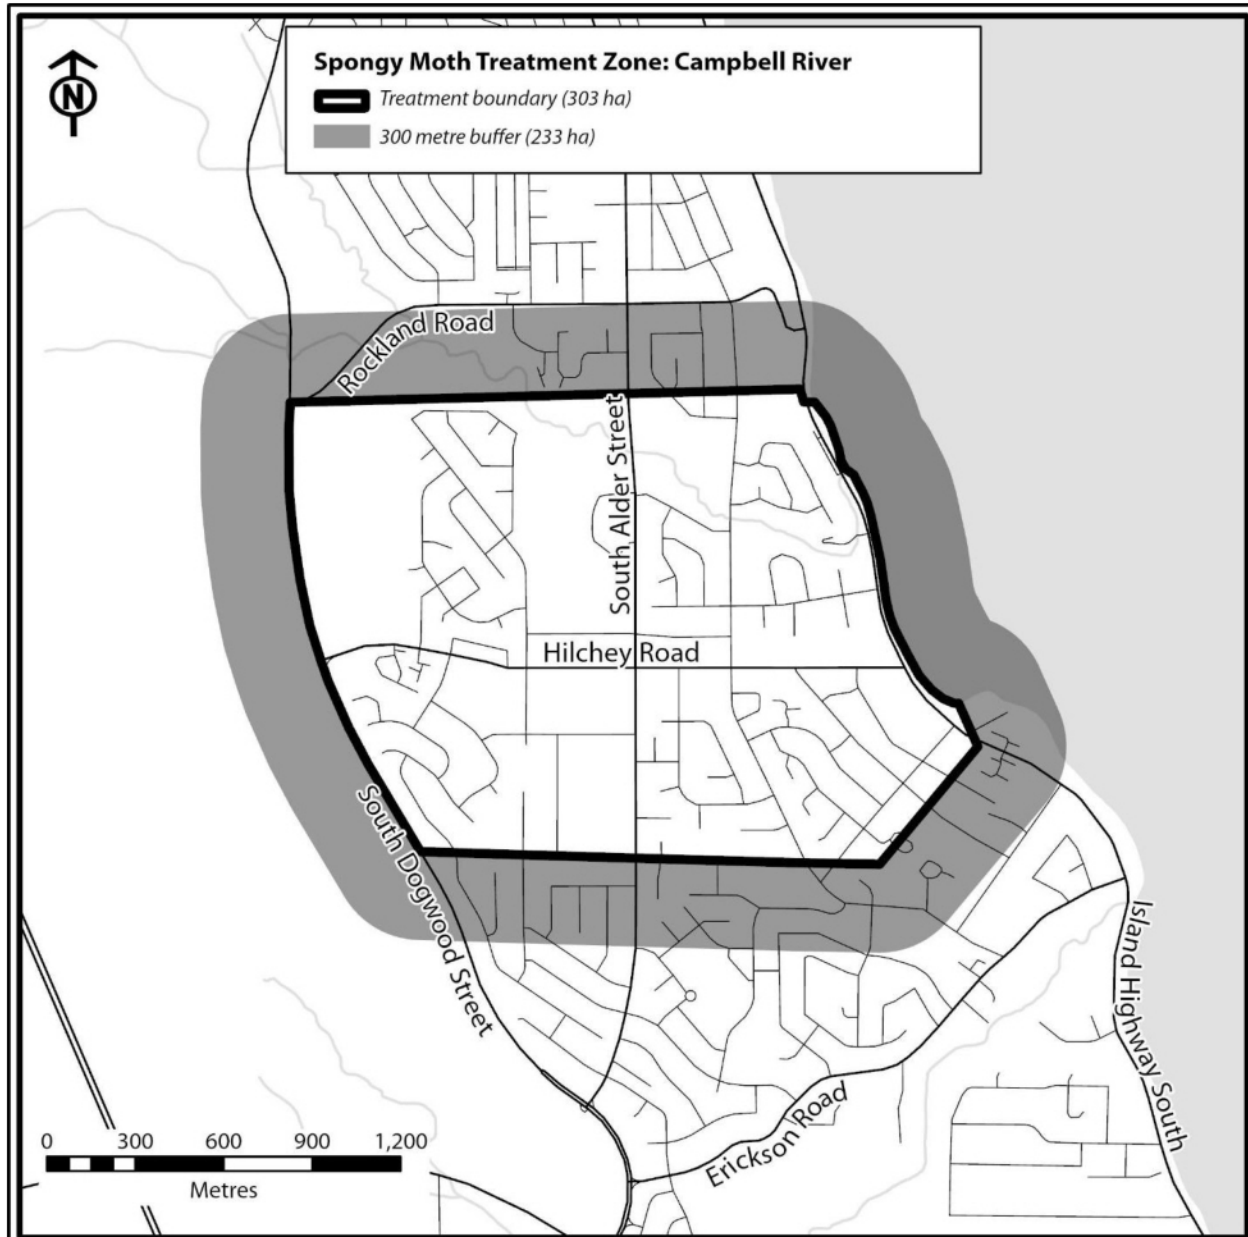 Spongy Moth Treatment Zone: Campbell River
N
Treatment boundary (303 ha)
300 metre buffer (233 ha)
Rockland Road
South Alder Street
Hilchey Road
South Dogwood Street
Island Highway South
Erickson Road
0 300 600 900 1,200
Metres